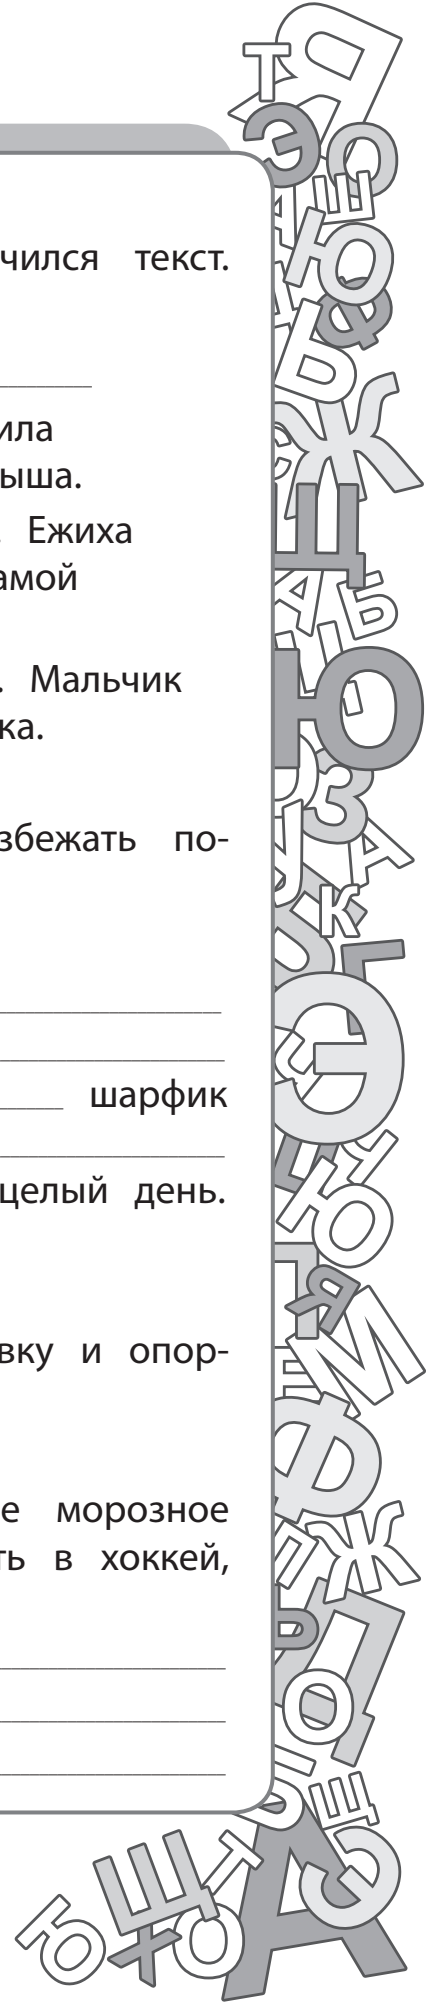 чился текст.
ила
ыша.
Ежиха
амой
. Мальчик
ка.
збежать по-
шарфик
целый день.
вку и опор-
е морозное
ть в хоккей,